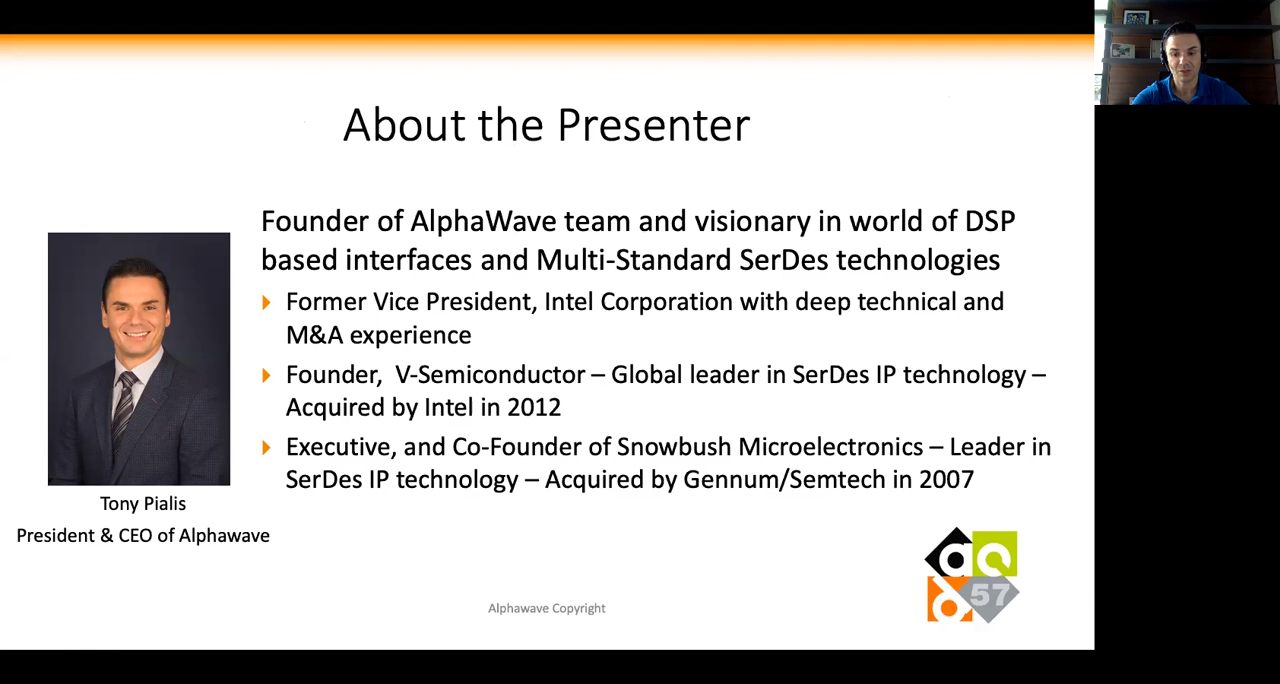 About the Presenter
Founder of AlphaWave team and visionary in world of DSP
based interfaces and Multi-Standard SerDes technologies
Former Vice President, Intel Corporation with deep technical and
M&A experience
Founder,  V-Semiconductor – Global leader in SerDes IP technology –
Acquired by Intel in 2012
Executive, and Co-Founder of Snowbush Microelectronics – Leader in
SerDes IP technology – Acquired by Gennum/Semtech in 2007
Tony Pialis
President & CEO of Alphawave
57
Alphawave Copyright